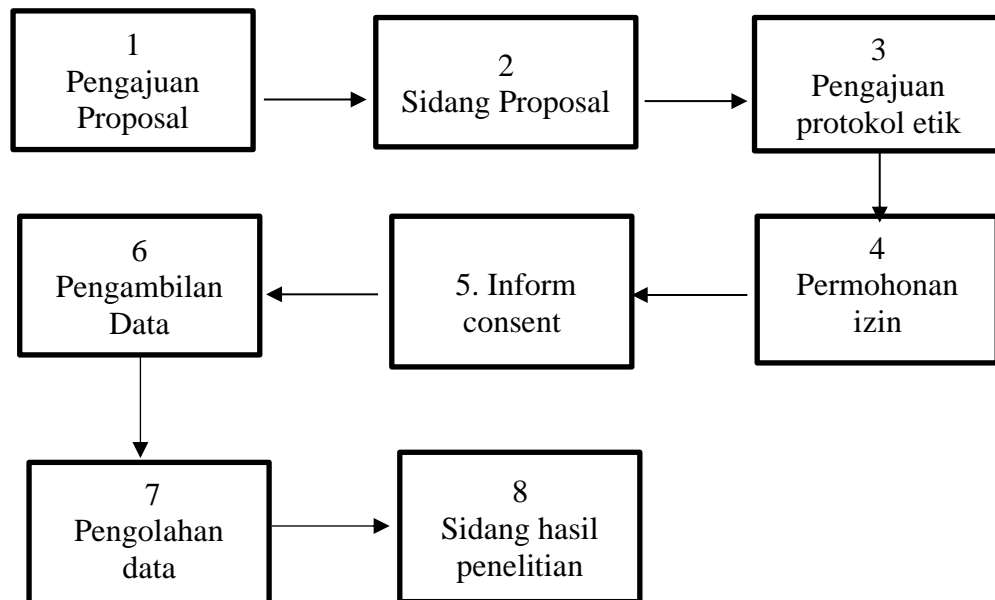 1
Pengajuan
Proposal
2
Sidang Proposal
3
Pengajuan
protokol etik
4
Permohonan
izin
5. Inform
consent
6
Pengambilan
Data
7
Pengolahan
data
8
Sidang hasil
penelitian